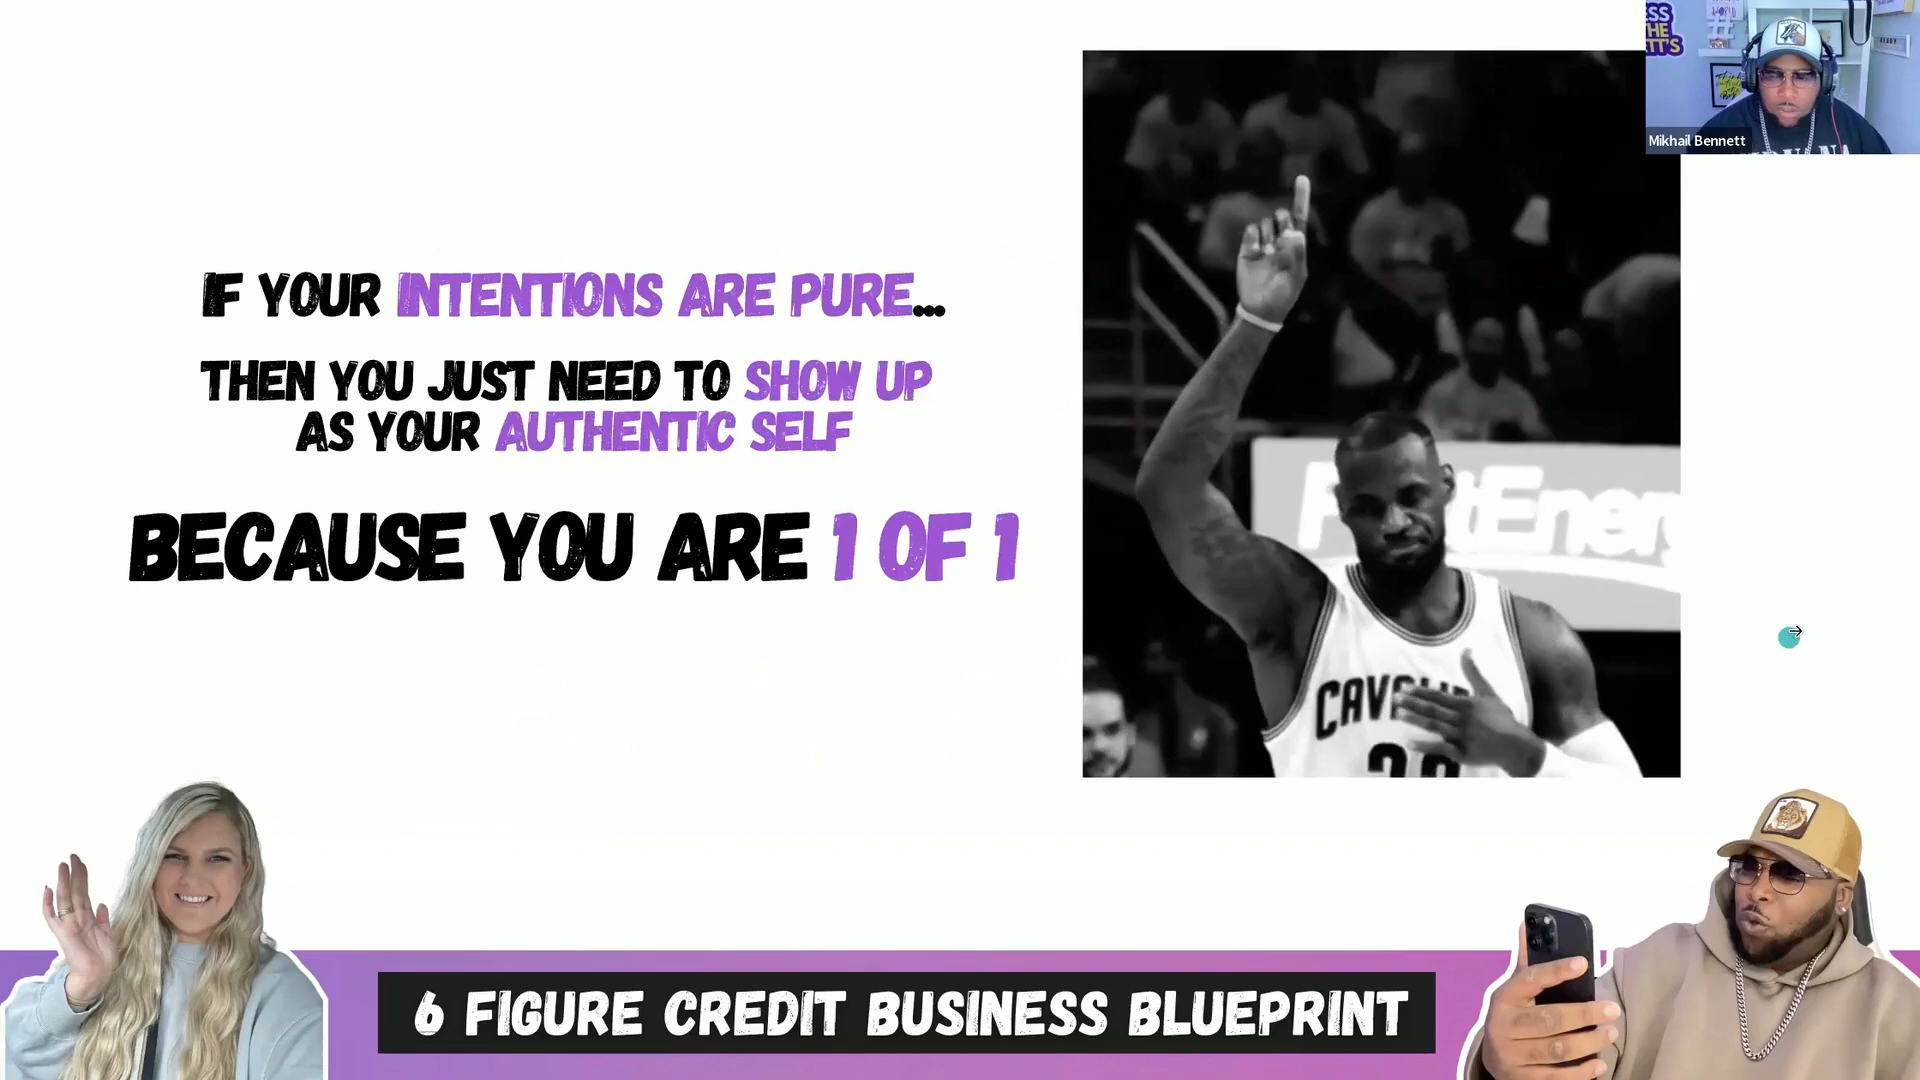 IF YOUR INTENTIONS ARE PURE...
THEN YOU JUST NEED TO SHOW UP
AS YOUR AUTHENTIC SELF
BECAUSE YOU ARE 1 OF 1
Mikhail Bennett
6 FIGURE CREDIT BUSINESS BLUEPRINT